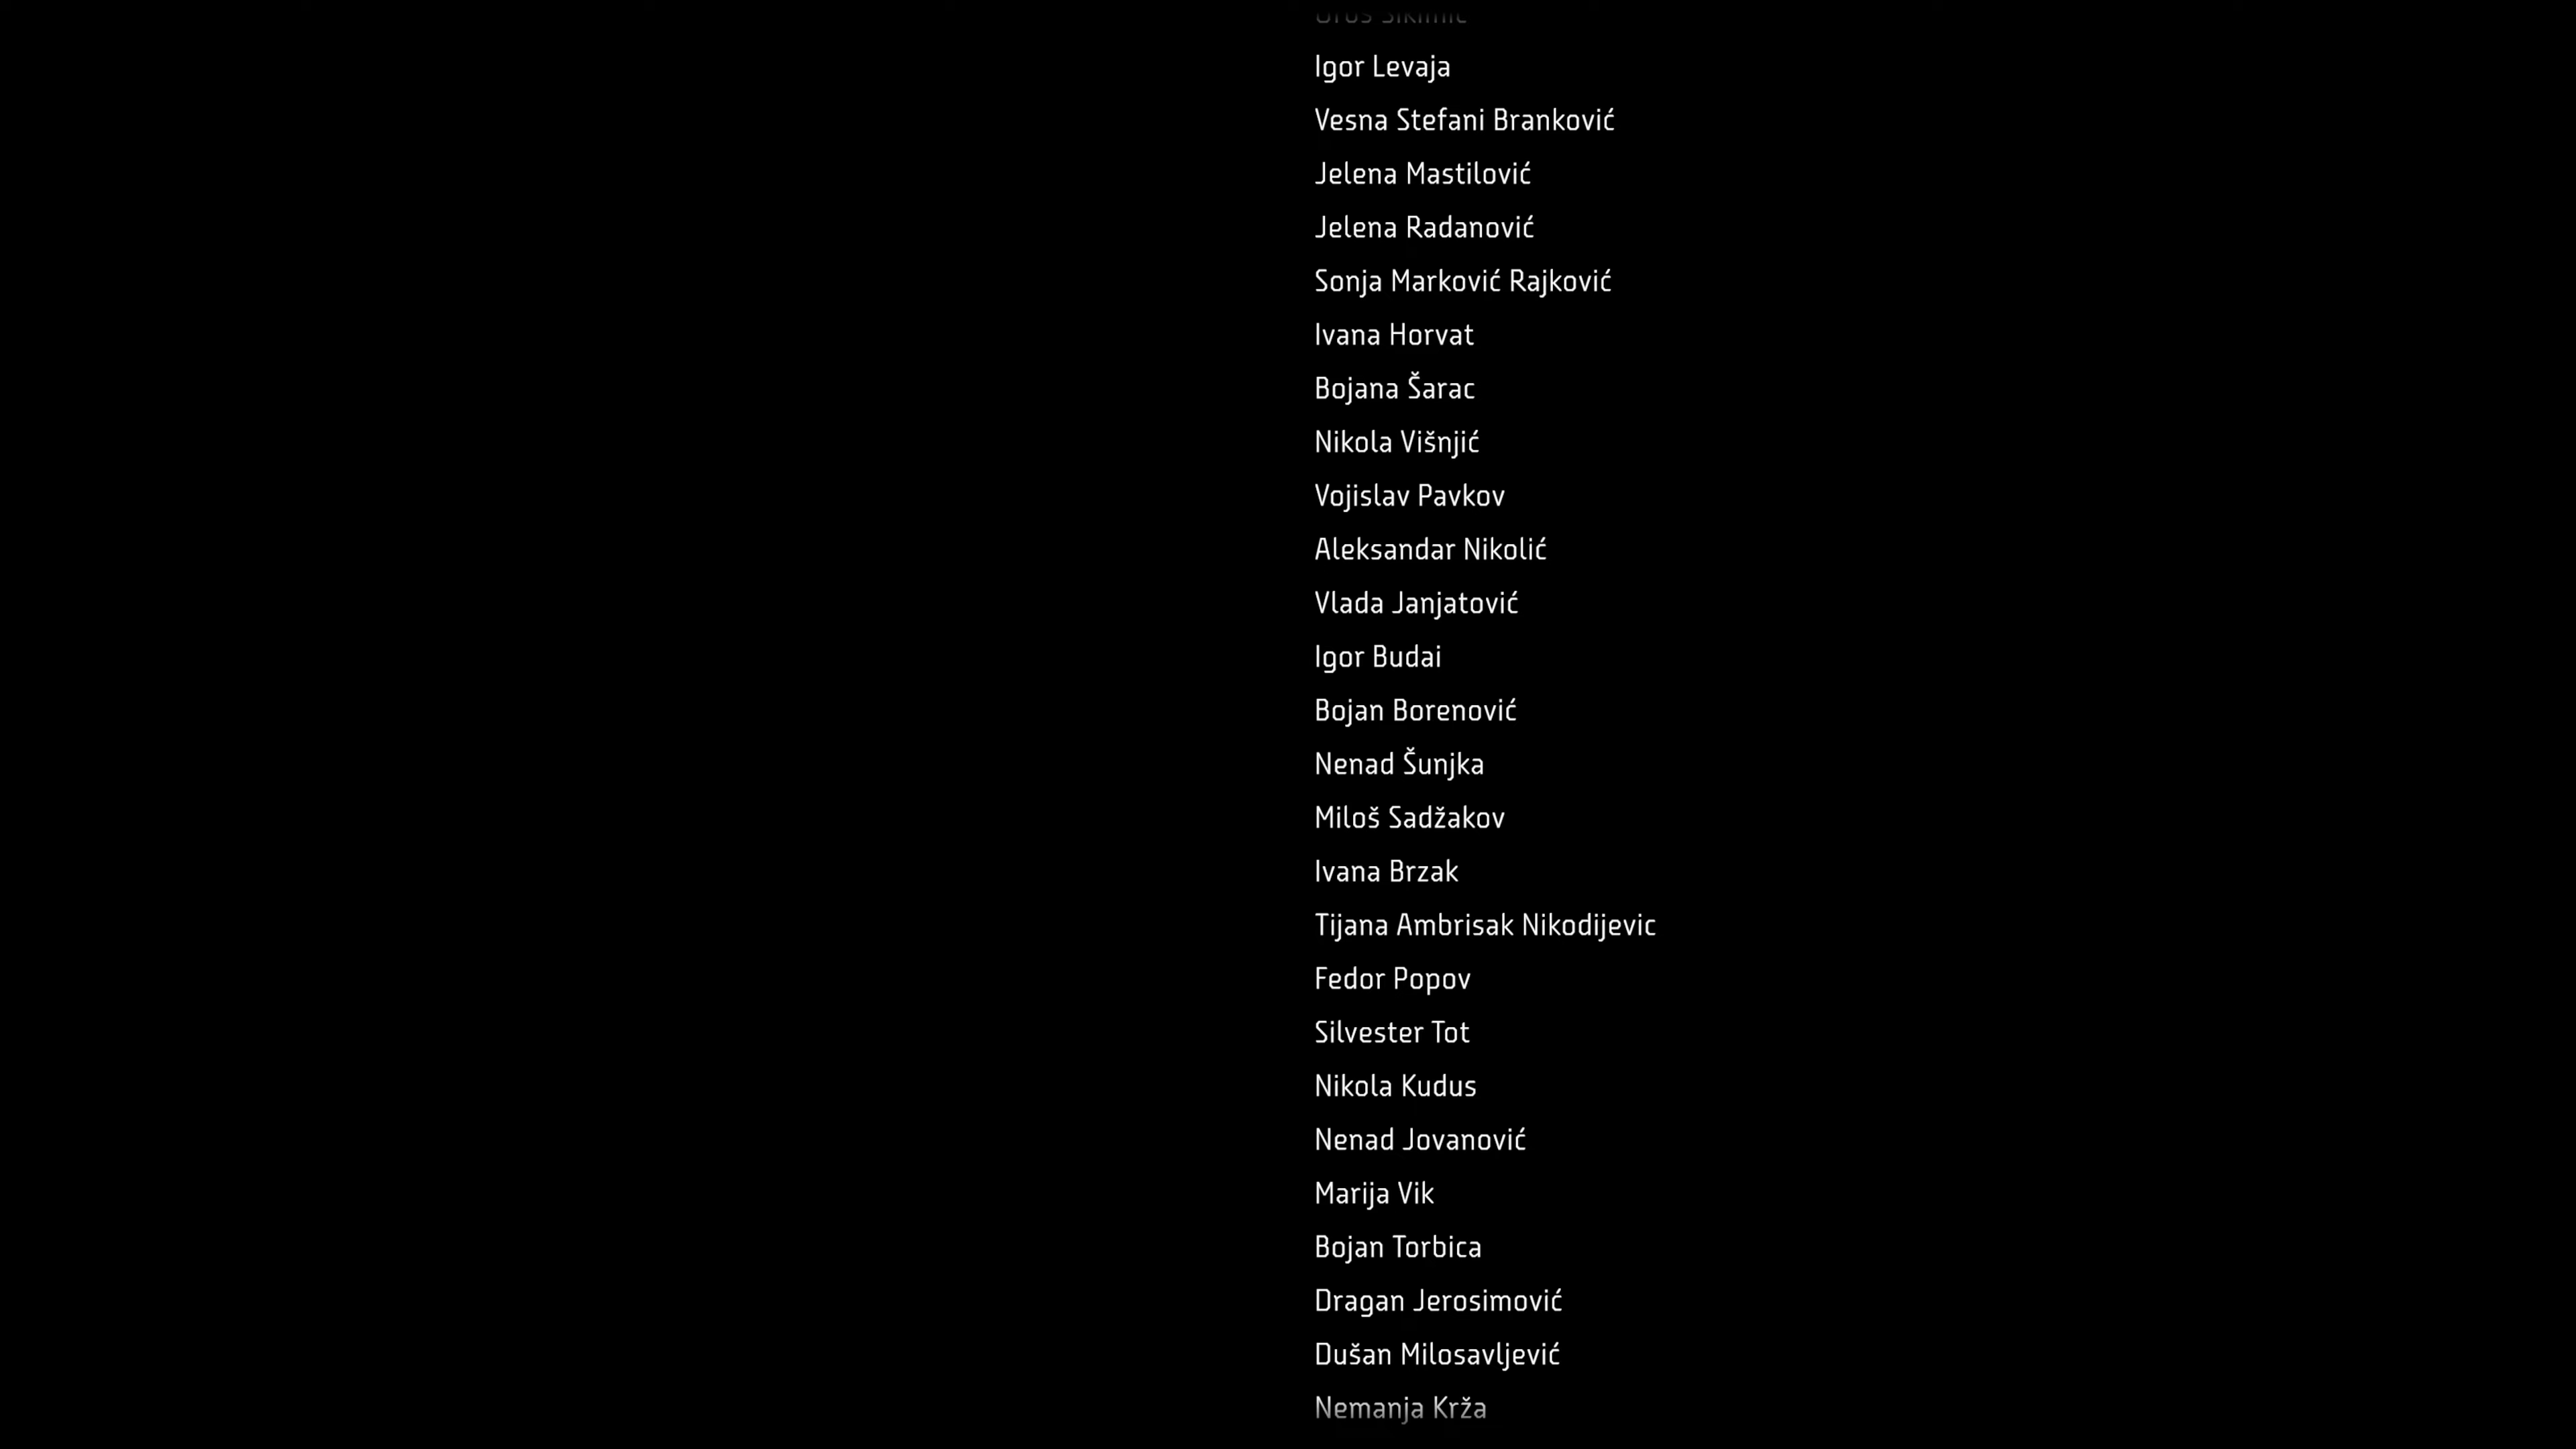 Igor Levaja
Vesna Stefani Branković
Jelena Mastilović
Jelena Radanović
Sonja Marković Rajković
Ivana Horvat
Bojana Šarac
Nikola Višnjić
Vojislav Pavkov
Aleksandar Nikolić
Vlada Janjatović
Igor Budai
Bojan Borenović
Nenad Šunjka
Miloš Sadžakov
Ivana Brzak
Tijana Ambrisak Nikodijevic
Fedor Popov
Silvester Tot
Nikola Kudus
Nenad Jovanović
Marija Vik
Bojan Torbica
Dragan Jerosimović
Dušan Milosavljević
Nemanja Krža